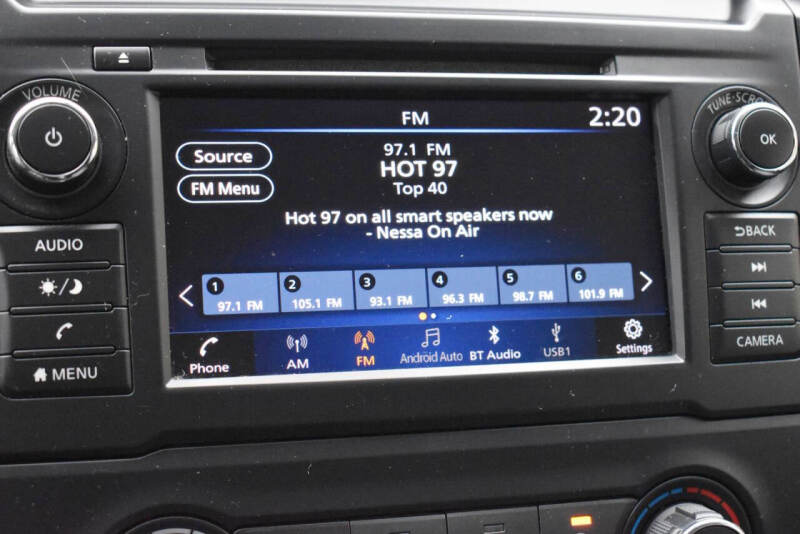 VOLUME
FM
2:20
TUNE·SCROLL
OK
Source
FM Menu
97.1 FM
HOT 97
Top 40
Hot 97 on all smart speakers now
- Nessa On Air
AUDIO
MENU
BACK
CAMERA
1
97.1 FM
2
105.1 FM
3
93.1 FM
4
96.3 FM
5
98.7 FM
6
101.9 FM
Phone
AM
FM
Android Auto
BT Audio
USB1
Settings